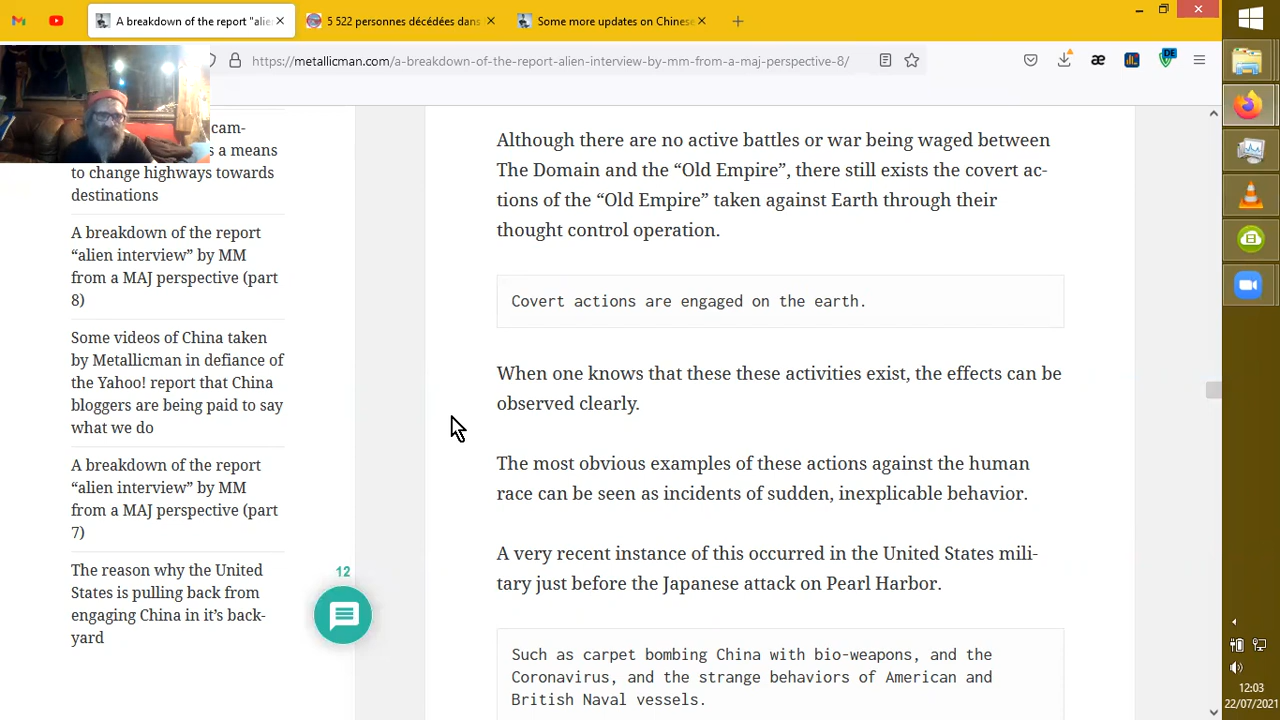 A breakdown of the report "alie
5 522 personnes décédées dans
Some more updates on Chinese
https://metallicman.com/a-breakdown-of-the-r
alien-interview-by-mm-from-a-maj-perspective-8/
DE
æ
cam-
s a means
to change highways towards
destinations
A breakdown of the report
“alien interview” by MM
from a MAJ perspective (part
8)
Some videos of China taken
by Metallicman in defiance of
the Yahoo! report that China
bloggers are being paid to say
what we do
A breakdown of the report
“alien interview” by MM
from a MAJ perspective (part
7)
The reason why the United
States is pulling back from
engaging China in it’s back-
yard
12
Although there are no active battles or war being waged between
The Domain and the “Old Empire”, there still exists the covert ac-
tions of the “Old Empire” taken against Earth through their
thought control operation.
Covert actions are engaged on the earth.
When one knows that these these activities exist, the effects can be
observed clearly.
The most obvious examples of these actions against the human
race can be seen as incidents of sudden, inexplicable behavior.
A very recent instance of this occurred in the United States mili-
tary just before the Japanese attack on Pearl Harbor.
Such as carpet bombing China with bio-weapons, and the
Coronavirus, and the strange behaviors of American and
British Naval vessels.
12:03
22/07/2021